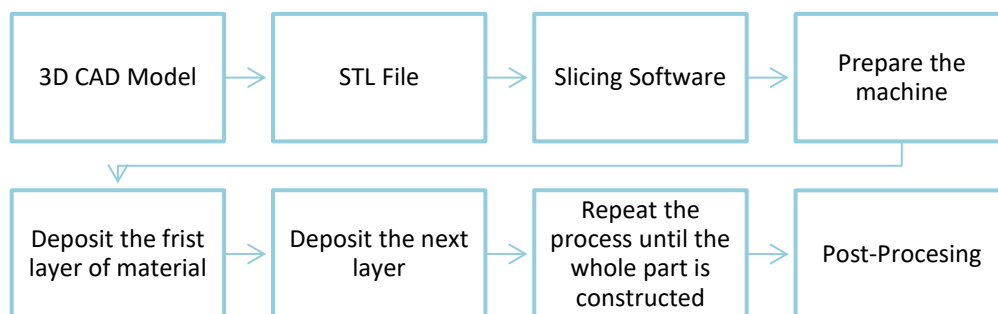 3D CAD Model
STL File
Slicing Software
Prepare the
machine
Deposit the frist
layer of material
Deposit the next
layer
Repeat the
process until the
whole part is
constructed
Post-Procesing